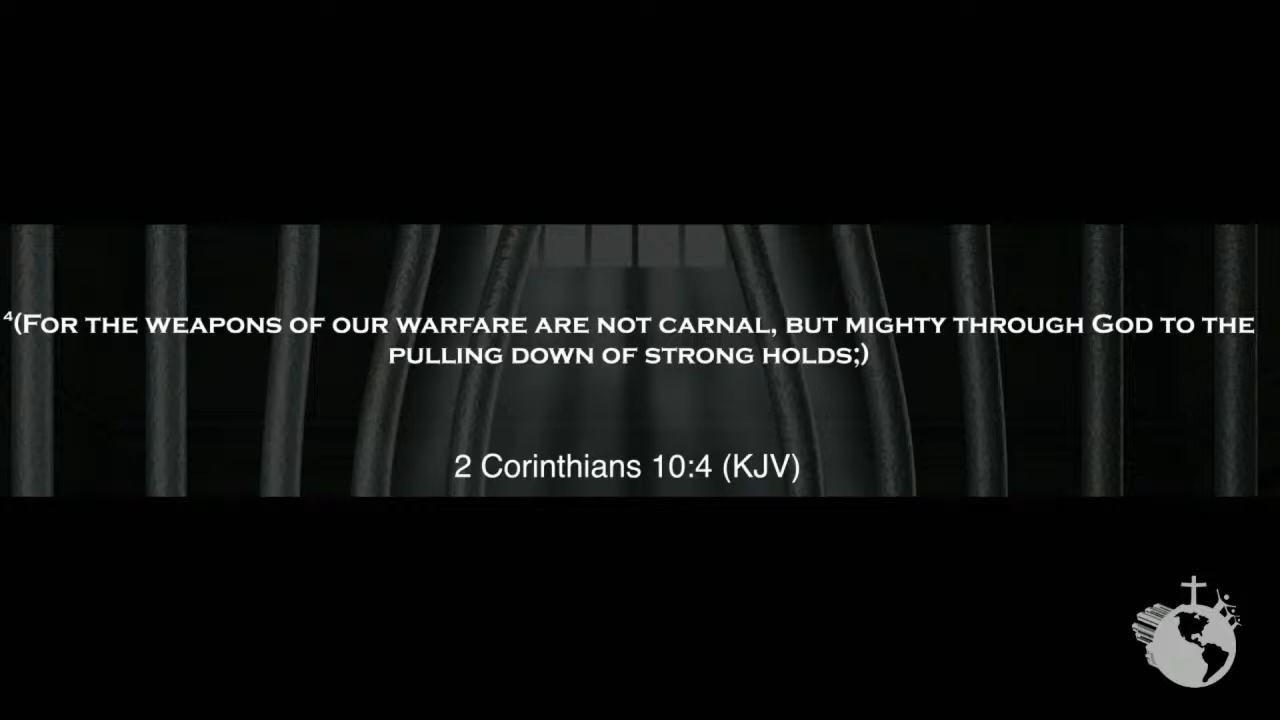 ⁴(For the weapons of our warfare are not carnal, but mighty through God to the
pulling down of strong holds;)
2 Corinthians 10:4 (KJV)